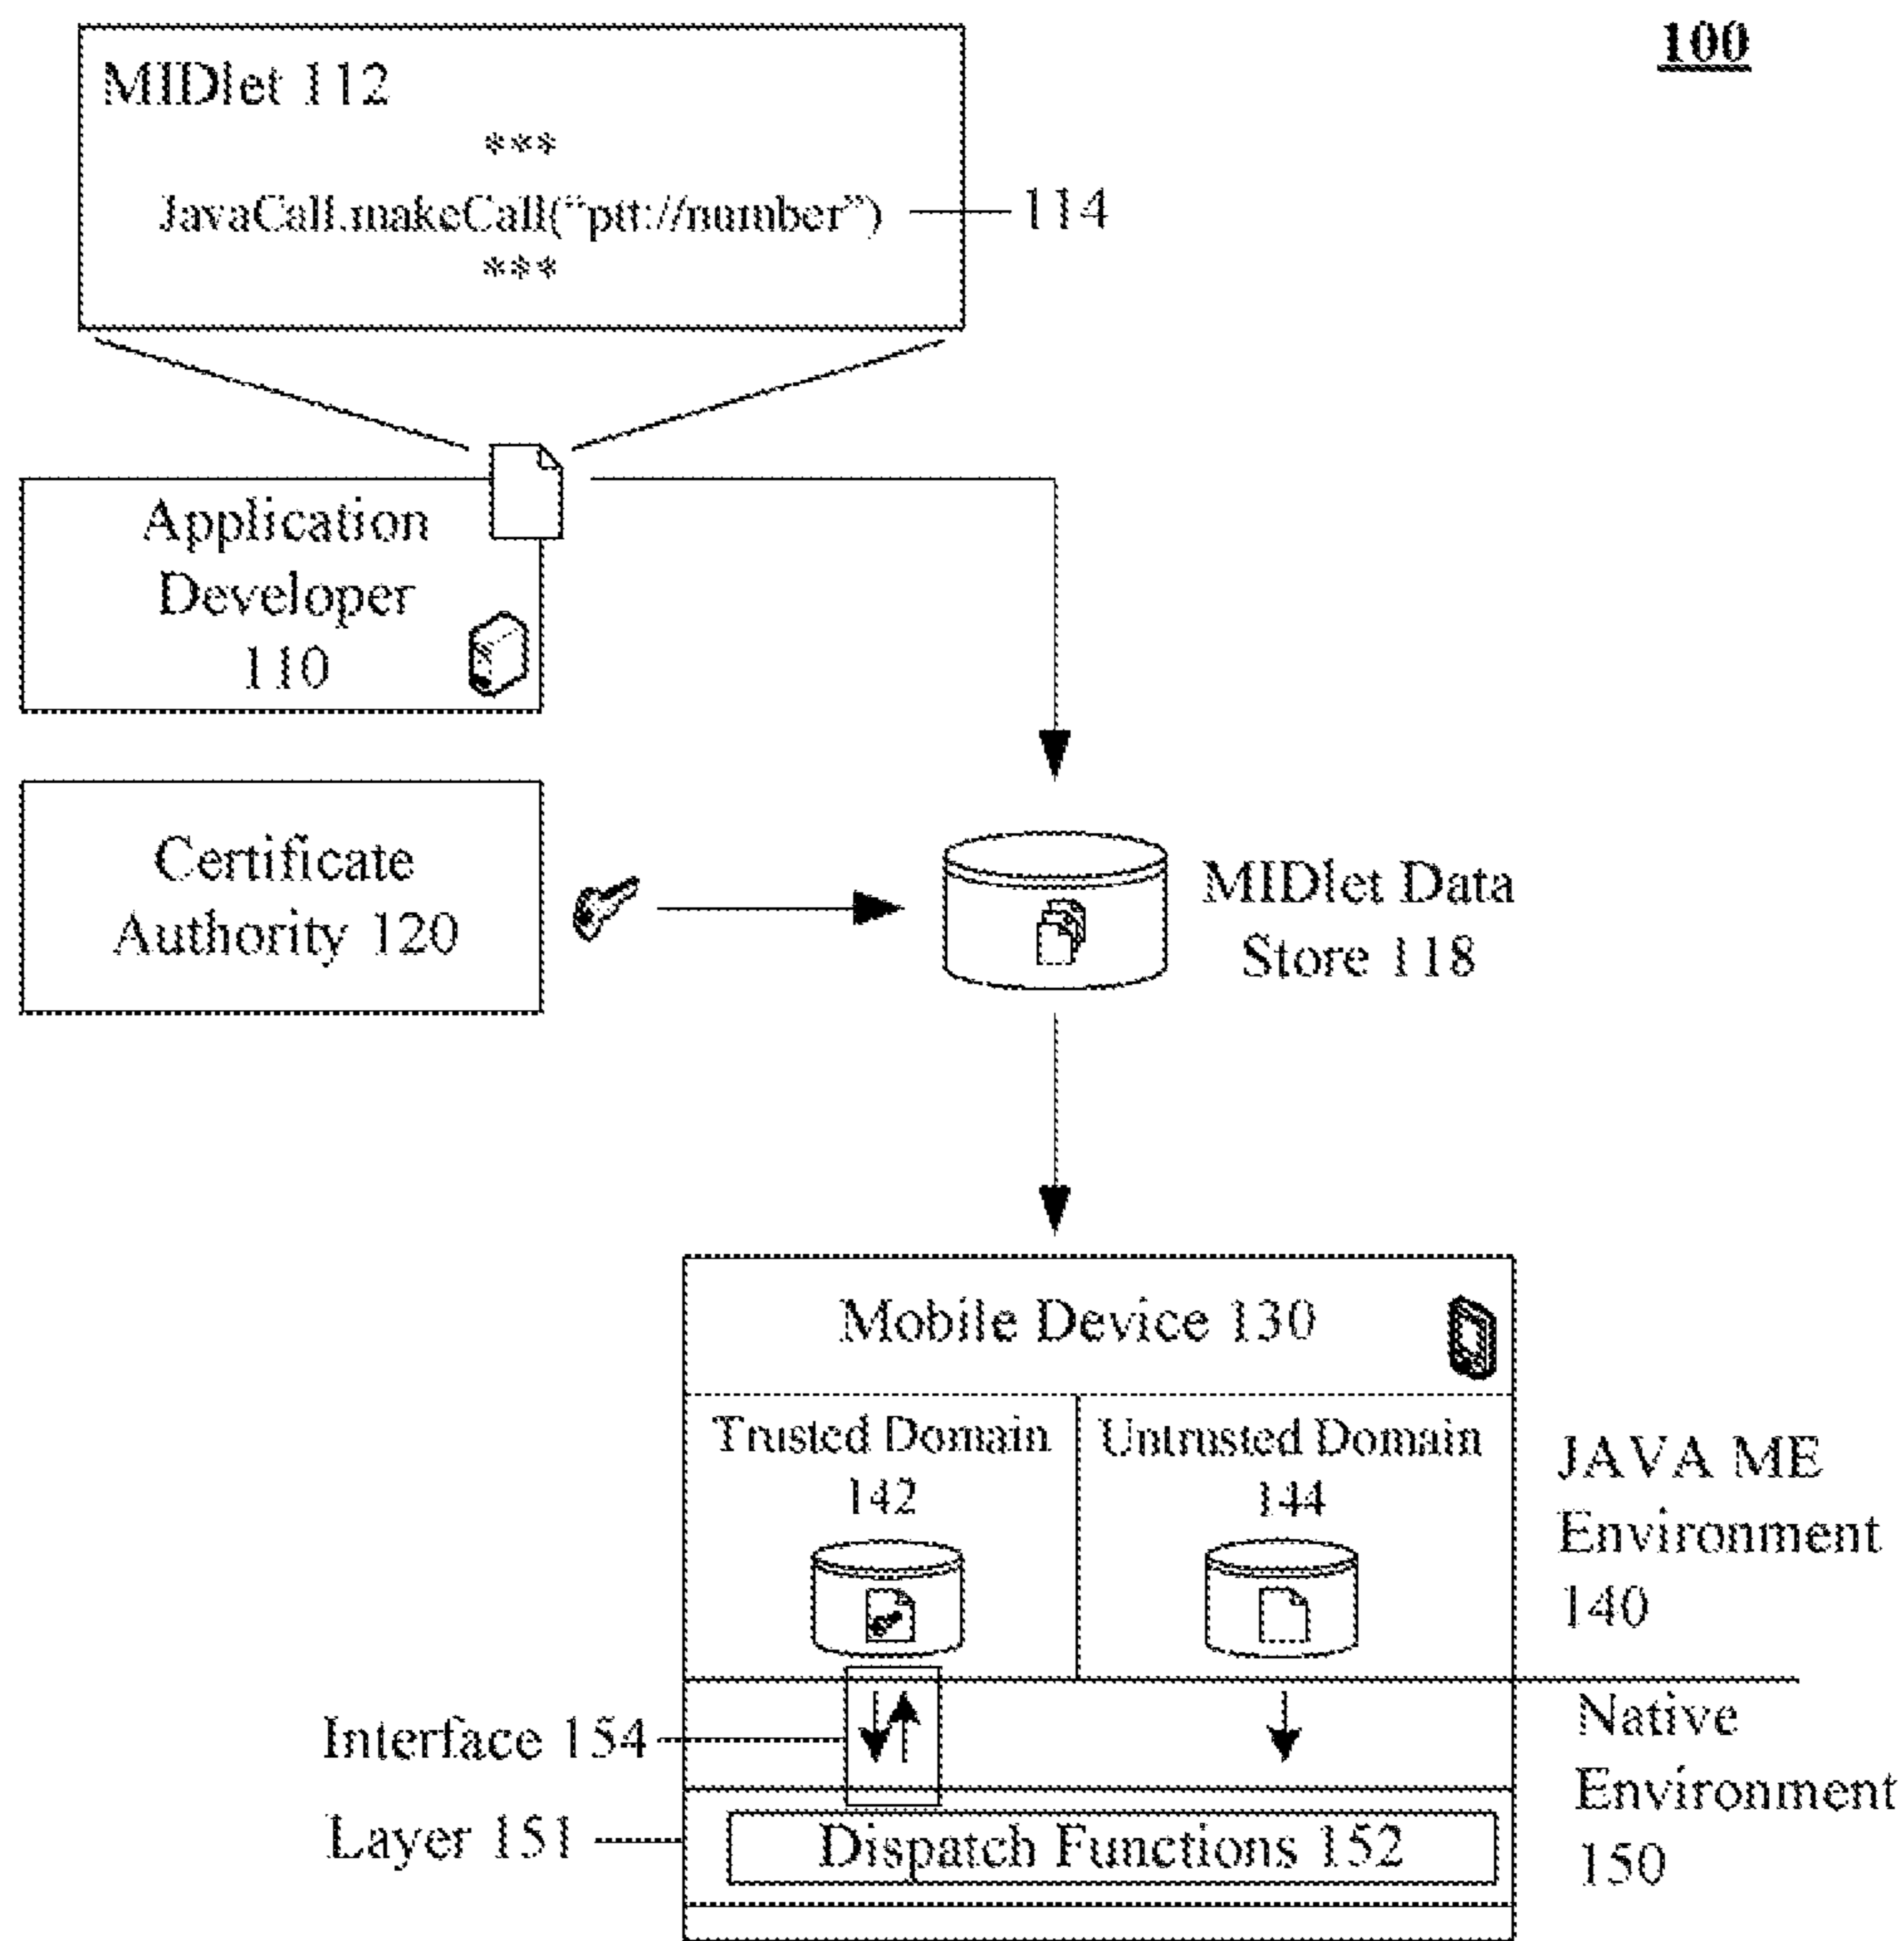 100
MIDlet 112
***
JavaCall.makeCall(“ptt://number”)
114
***
Application
Developer
110
Certificate
Authority 120
MIDlet Data
Store 118
Mobile Device 130
Trusted Domain
142
Untrusted Domain
144
JAVA ME
Environment
140
Interface 154
Native
Environment
150
Layer 151
Dispatch Functions 152